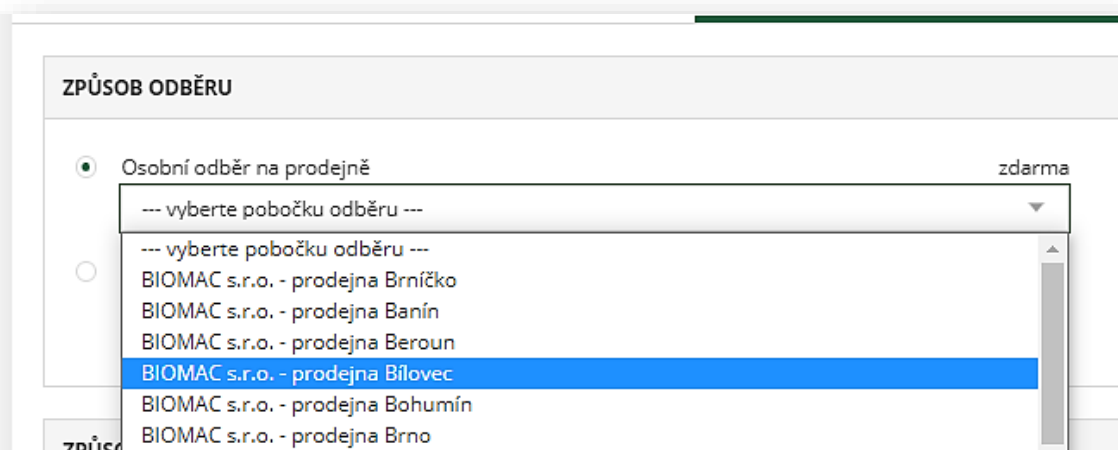 ZPŮSOB ODBĚRU
Osobní odběr na prodejně zdarma
--- vyberte pobočku odběru ---
--- vyberte pobočku odběru ---
BIOMAC s.r.o. - prodejna Brníčko
BIOMAC s.r.o. - prodejna Banín
BIOMAC s.r.o. - prodejna Beroun
BIOMAC s.r.o. - prodejna Bílovec
BIOMAC s.r.o. - prodejna Bohumín
BIOMAC s.r.o. - prodejna Brno